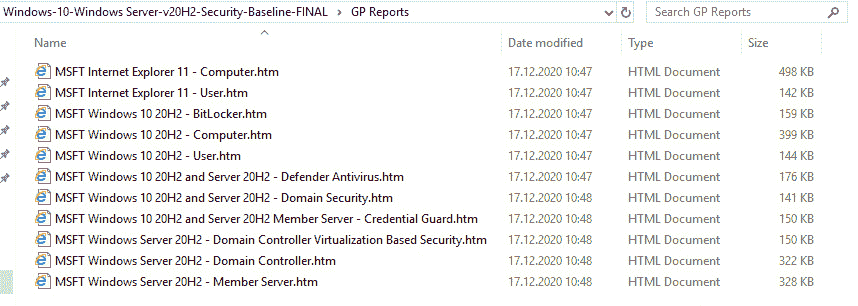 Windows-10-Windows Server-v20H2-Security-Baseline-FINAL > GP Reports Search GP Reports
Name Date modified Type Size
MSFT Internet Explorer 11 - Computer.htm 17.12.2020 10:47 HTML Document 498 KB
MSFT Internet Explorer 11 - User.htm 17.12.2020 10:47 HTML Document 142 KB
MSFT Windows 10 20H2 - BitLocker.htm 17.12.2020 10:47 HTML Document 159 KB
MSFT Windows 10 20H2 - Computer.htm 17.12.2020 10:47 HTML Document 399 KB
MSFT Windows 10 20H2 - User.htm 17.12.2020 10:47 HTML Document 144 KB
MSFT Windows 10 20H2 and Server 20H2 - Defender Antivirus.htm 17.12.2020 10:47 HTML Document 176 KB
MSFT Windows 10 20H2 and Server 20H2 - Domain Security.htm 17.12.2020 10:48 HTML Document 141 KB
MSFT Windows 10 20H2 and Server 20H2 Member Server - Credential Guard.htm 17.12.2020 10:48 HTML Document 150 KB
MSFT Windows Server 20H2 - Domain Controller Virtualization Based Security.htm 17.12.2020 10:48 HTML Document 150 KB
MSFT Windows Server 20H2 - Domain Controller.htm 17.12.2020 10:48 HTML Document 322 KB
MSFT Windows Server 20H2 - Member Server.htm 17.12.2020 10:48 HTML Document 328 KB